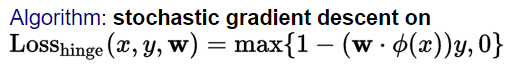 Algorithm: stochastic gradient descent on
Loss_hinge(x, y, w) = max{1 − (w · ϕ(x))y, 0}